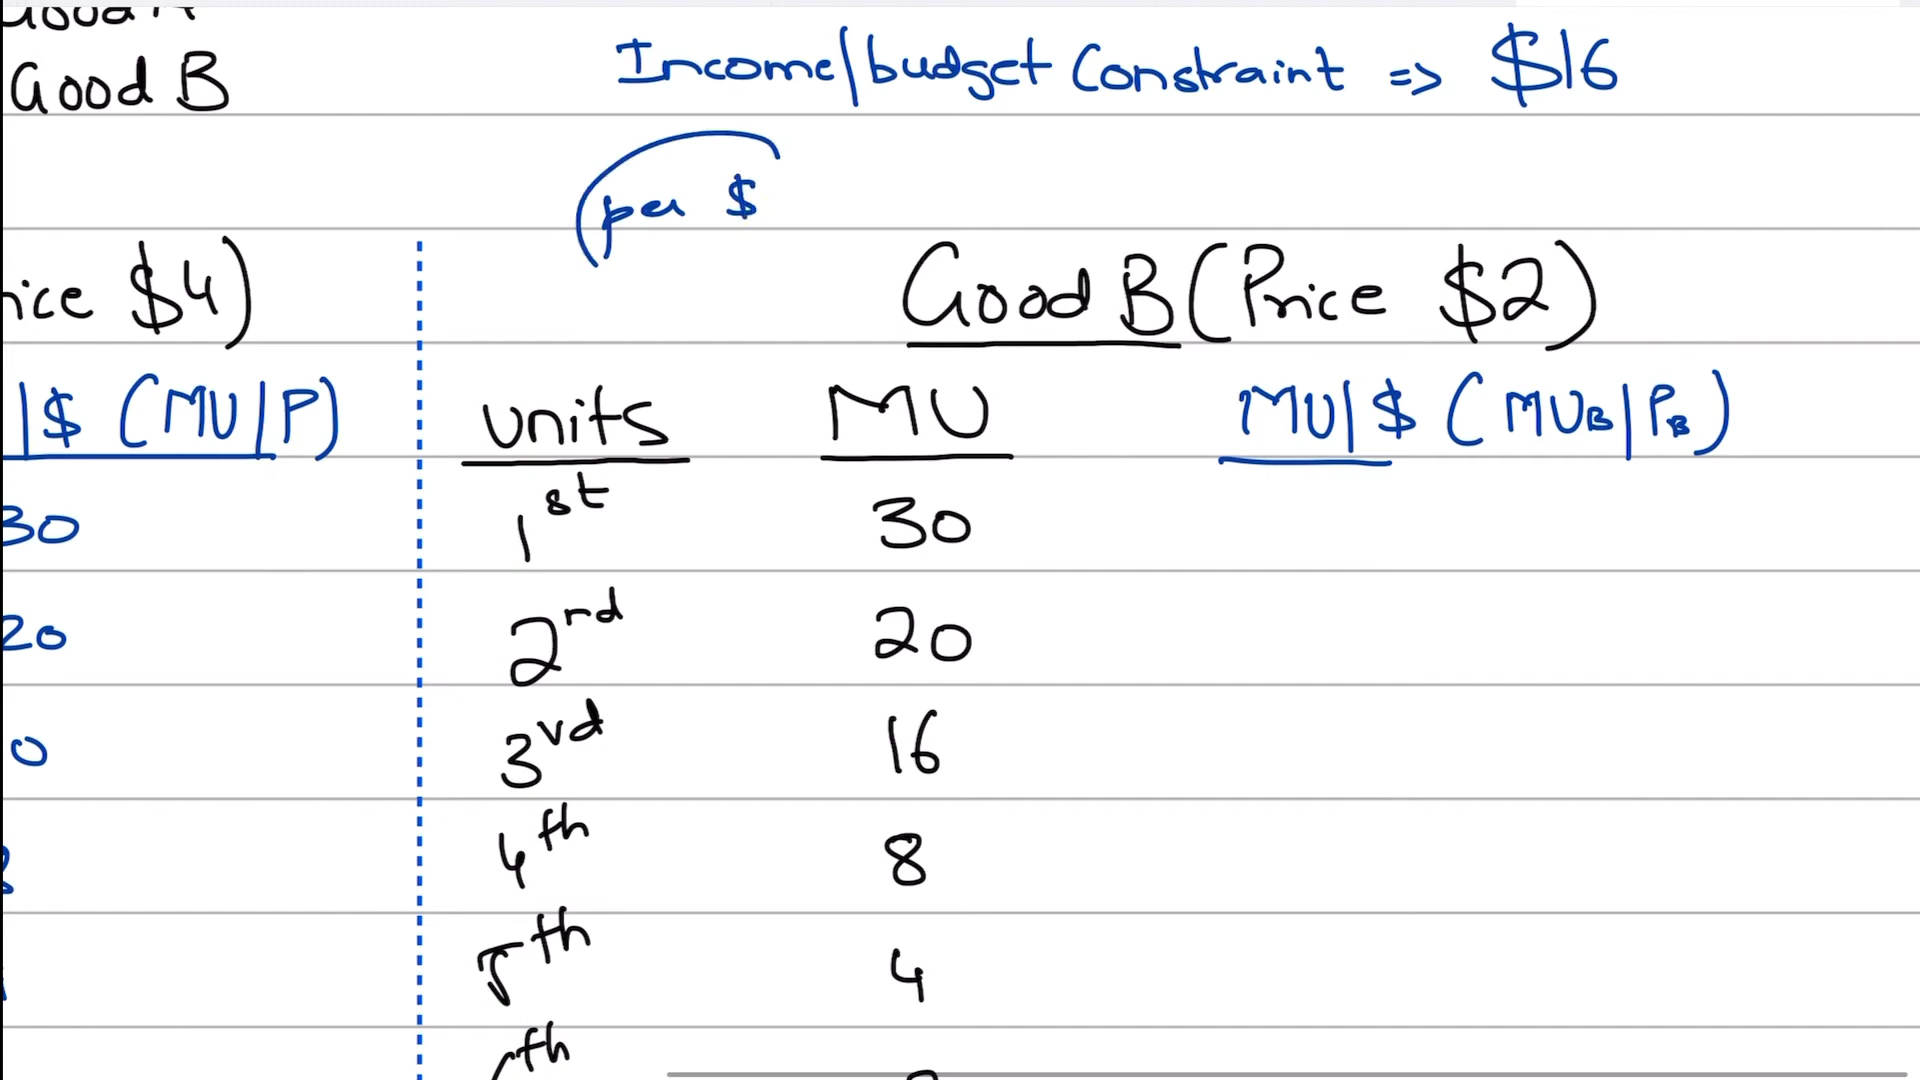 Good B
Income/budget Constraint => $16
(per $
$4)
Good B (Price $2)
|$ (MU/P)
Units
MU
MU|$ (MUB|PB)
30
1st
30
20
2nd
20
0
3rd
16
4th
8
5th
4
th